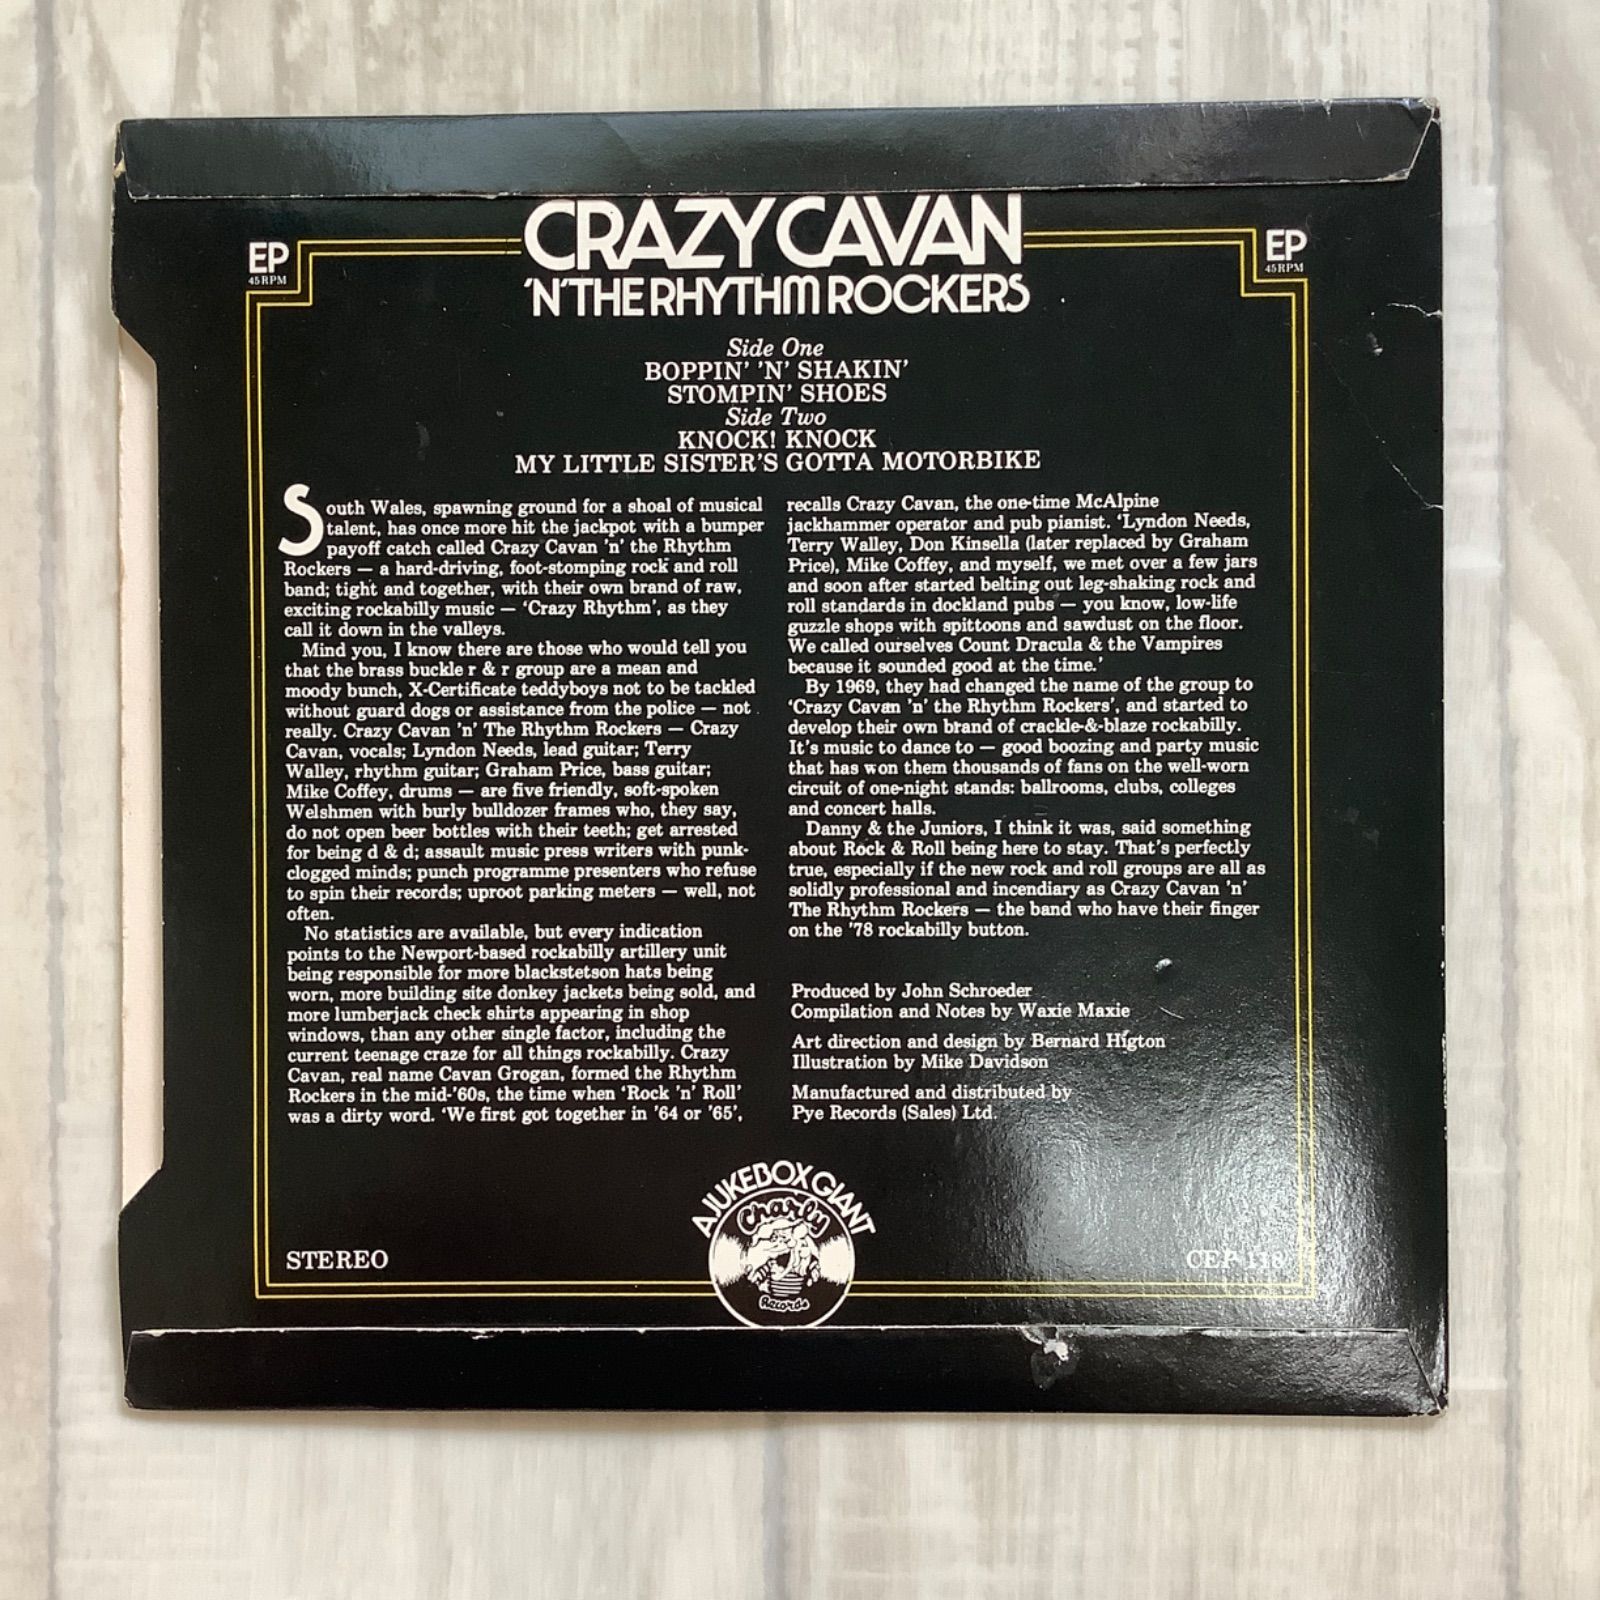 CRAZY CAVAN
'N' THE RHYTHM ROCKERS
EP
45 RPM
EP
45 RPM
Side One
BOPPIN' 'N' SHAKIN'
STOMPIN' SHOES
Side Two
KNOCK! KNOCK
MY LITTLE SISTER'S GOTTA MOTORBIKE
South Wales, spawning ground for a shoal of musical
talent, has once more hit the jackpot with a bumper
payoff catch called Crazy Cavan 'n' the Rhythm
Rockers — a hard-driving, foot-stomping rock and roll
band; tight and together, with their own brand of raw,
exciting rockabilly music — 'Crazy Rhythm', as they
call it down in the valleys.
Mind you, I know there are those who would tell you
that the brass buckle r & r group are a mean and
moody bunch, X-Certificate teddyboys not to be tackled
without guard dogs or assistance from the police — not
really. Crazy Cavan 'n' The Rhythm Rockers — Crazy
Cavan, vocals; Lyndon Needs, lead guitar; Terry
Walley, rhythm guitar; Graham Price, bass guitar;
Mike Coffey, drums — are five friendly, soft-spoken
Welshmen with burly bulldozer frames who, they say,
do not open beer bottles with their teeth; get arrested
for being d & d; assault music press writers with punk-
clogged minds; punch programme presenters who refuse
to spin their records; uproot parking meters — well, not
often.
No statistics are available, but every indication
points to the Newport-based rockabilly artillery unit
being responsible for more blackstetson hats being
worn, more building site donkey jackets being sold, and
more lumberjack check shirts appearing in shop
windows, than any other single factor, including the
current teenage craze for all things rockabilly. Crazy
Cavan, real name Cavan Grogan, formed the Rhythm
Rockers in the mid-'60s, the time when 'Rock 'n' Roll'
was a dirty word. 'We first got together in '64 or '65',
recalls Crazy Cavan, the one-time McAlpine
jackhammer operator and pub pianist. 'Lyndon Needs,
Terry Walley, Don Kinsella (later replaced by Graham
Price), Mike Coffey, and myself, we met over a few jars
and soon after started belting out leg-shaking rock and
roll standards in dockland pubs — you know, low-life
guzzle shops with spittoons and sawdust on the floor.
We called ourselves Count Dracula & the Vampires
because it sounded good at the time.'
By 1969, they had changed the name of the group to
'Crazy Cavan 'n' the Rhythm Rockers', and started to
develop their own brand of crackle-&-blaze rockabilly.
It's music to dance to — good boozing and party music
that has won them thousands of fans on the well-worn
circuit of one-night stands: ballrooms, clubs, colleges
and concert halls.
Danny & the Juniors, I think it was, said something
about Rock & Roll being here to stay. That's perfectly
true, especially if the new rock and roll groups are all as
solidly professional and incendiary as Crazy Cavan 'n'
The Rhythm Rockers — the band who have their finger
on the '78 rockabilly button.
Produced by John Schroeder
Compilation and Notes by Waxie Maxie
Art direction and design by Bernard Higton
Illustration by Mike Davidson
Manufactured and distributed by
Pye Records (Sales) Ltd.
A JUKEBOX GIANT
Charly
Records
STEREO
CEP 118